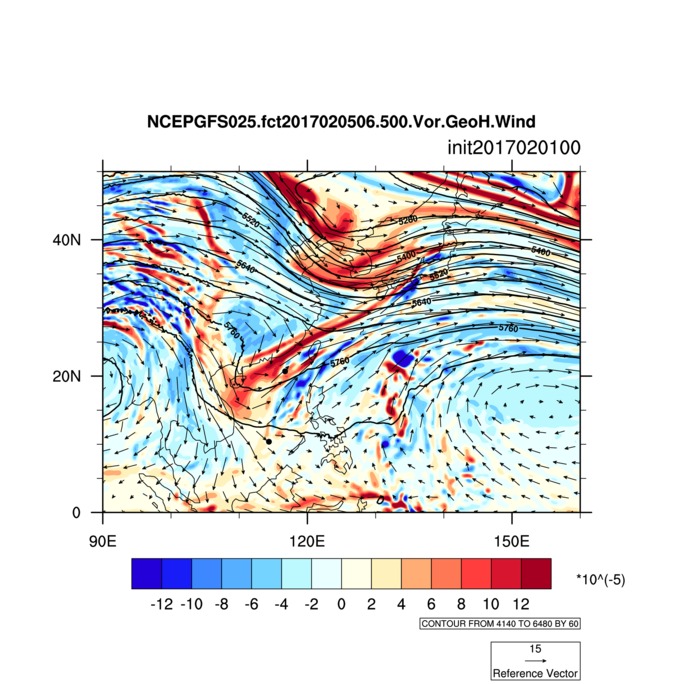 NCEPGFS025.fct2017020506.500.Vor.GeoH.Wind
init2017020100
5280
5520
5400
5460
40N
5640
5520
5640
5760
5760
5760
20N
0
0
90E
120E
150E
*10^(-5)
-12 -10 -8 -6 -4 -2 0 2 4 6 8 10 12
CONTOUR FROM 4140 TO 6480 BY 60
15
Reference Vector